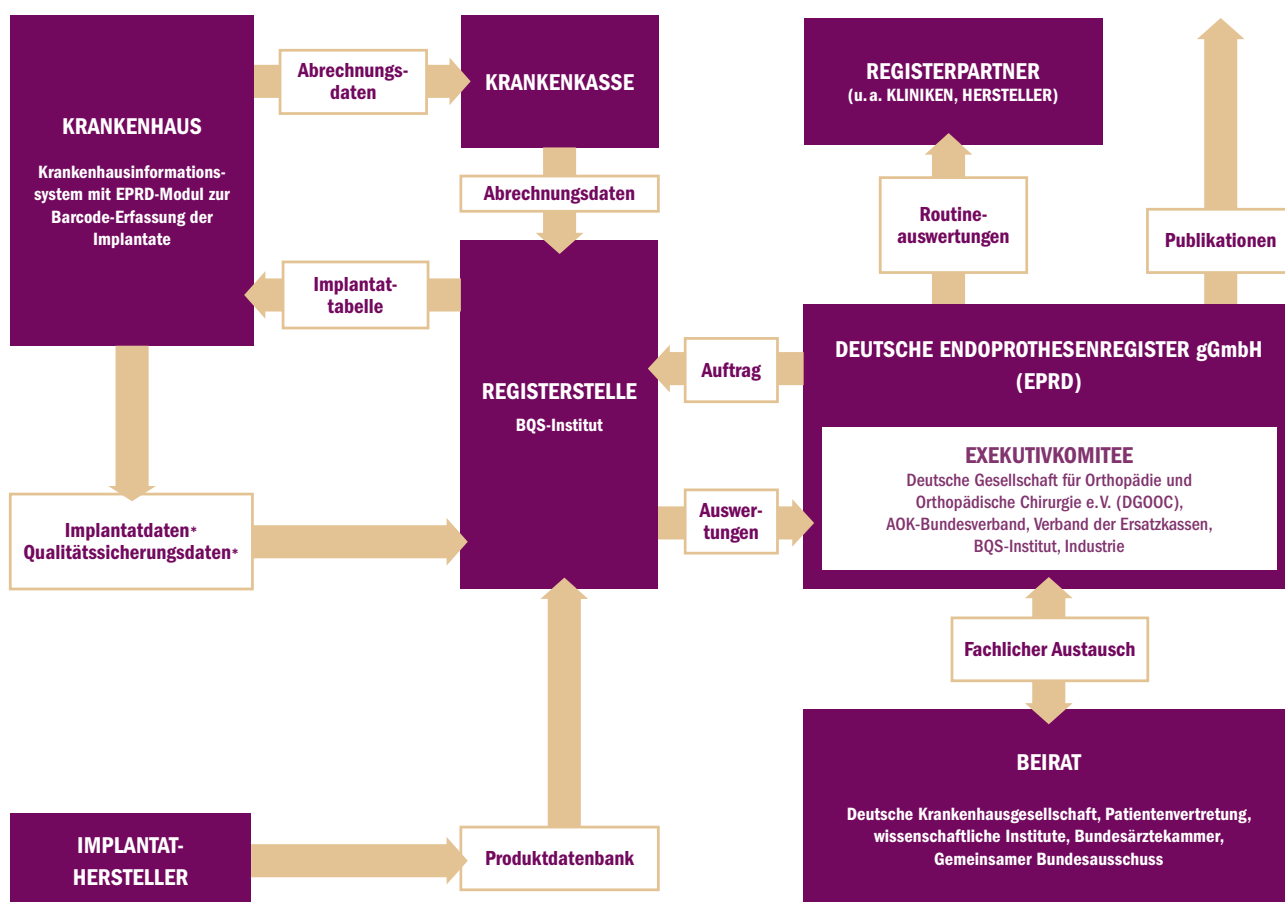 KRANKENHAUS
Krankenhausinformations-
system mit EPRD-Modul zur
Barcode-Erfassung der
Implantate
Abrechnungs-
daten
KRANKENKASSE
Abrechnungsdaten
Implantat-
tabelle
REGISTERSTELLE
BQS-Institut
Implantatdaten*
Qualitätssicherungsdaten*
IMPLANTAT-
HERSTELLER
Produktdatenbank
Auftrag
Auswer-
tungen
REGISTERPARTNER
(u. a. KLINIKEN, HERSTELLER)
Routine-
auswertungen
Publikationen
DEUTSCHE ENDOPROTHESENREGISTER gGmbH
(EPRD)
EXEKUTIVKOMITEE
Deutsche Gesellschaft für Orthopädie und
Orthopädische Chirurgie e.V. (DGOOC),
AOK-Bundesverband, Verband der Ersatzkassen,
BQS-Institut, Industrie
Fachlicher Austausch
BEIRAT
Deutsche Krankenhausgesellschaft, Patientenvertretung,
wissenschaftliche Institute, Bundesärztekammer,
Gemeinsamer Bundesausschuss